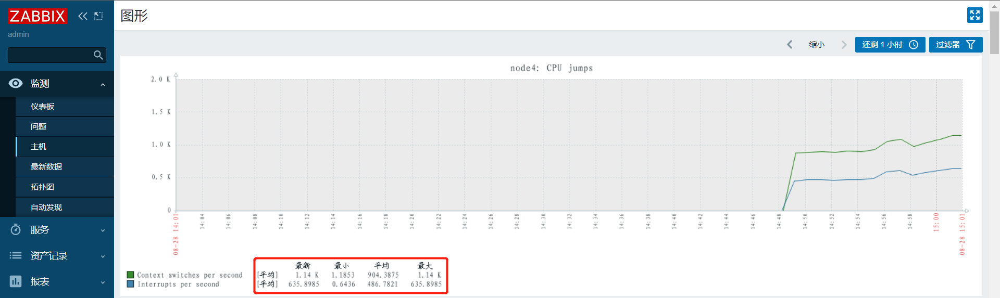 ZABBIX
admin
监测
仪表板
问题
主机
最新数据
拓扑图
自动发现
服务
资产记录
报表
图形
缩小
还剩 1 小时
过滤器
node4: CPU jumps
2.0 K
1.5 K
1.0 K
0.5 K
0
08-28 14:01
14:04
14:06
14:08
14:10
14:12
14:14
14:16
14:18
14:20
14:22
14:24
14:26
14:28
14:30
14:32
14:34
14:36
14:38
14:40
14:42
14:44
14:46
14:48
14:50
14:52
14:54
14:56
14:58
15:00
08-28 15:01
最新 最小 平均 最大
Context switches per second [平均] 1.14 K 1.1853 904.3875 1.14 K
Interrupts per second [平均] 635.8985 0.6436 486.7821 635.8985